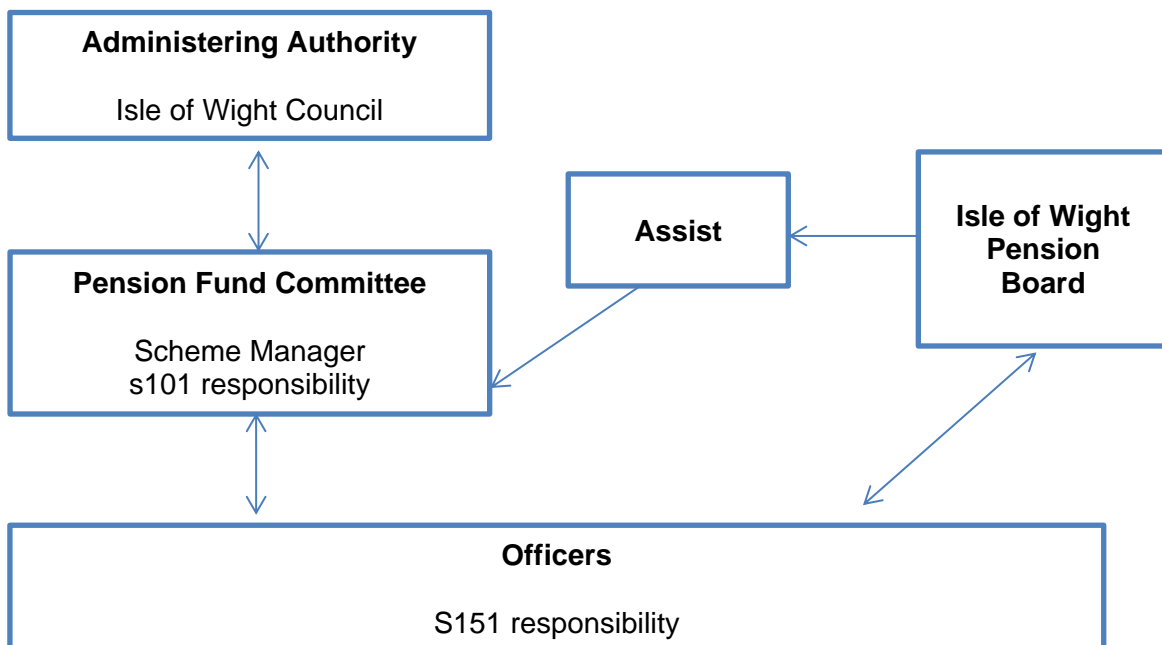 Administering Authority
Isle of Wight Council
Pension Fund Committee
Scheme Manager
s101 responsibility
Assist
Isle of Wight
Pension
Board
Officers
S151 responsibility